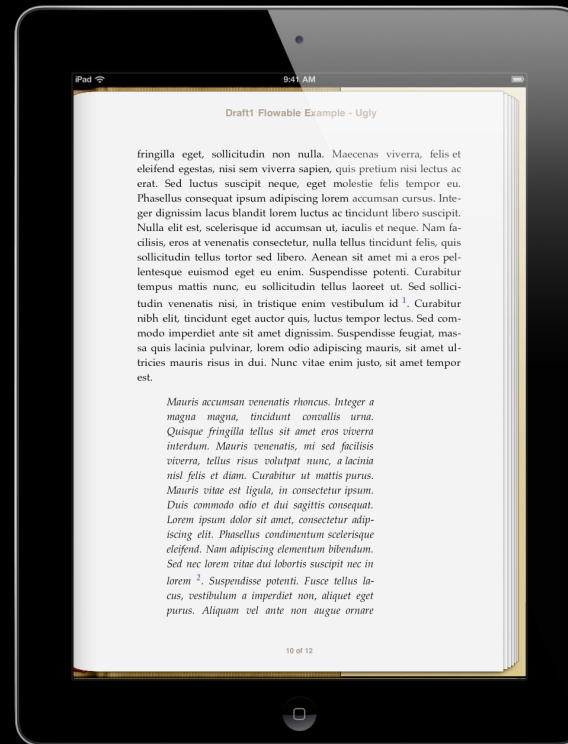 iPad
9:41 AM
Draft1 Flowable Example - Ugly
fringilla eget, sollicitudin non nulla. Maecenas viverra, felis et
eleifend egestas, nisi sem viverra sapien, quis pretium nisi lectus ac
erat. Sed luctus suscipit neque, eget molestie felis tempor eu.
Phasellus consequat ipsum adipiscing lorem accumsan cursus. Inte-
ger dignissim lacus blandit lorem luctus ac tincidunt libero suscipit.
Nulla elit est, scelerisque id accumsan ut, iaculis et neque. Nam fa-
cilisis, eros at venenatis consectetur, nulla tellus tincidunt felis, quis
sollicitudin tellus tortor sed libero. Aenean sit amet mi a eros pel-
lentesque euismod eget eu enim. Suspendisse potenti. Curabitur
tempus mattis nunc, eu sollicitudin tellus laoreet ut. Sed sollici-
tudin venenatis nisi, in tristique enim vestibulum id 1. Curabitur
nibh elit, tincidunt eget auctor quis, luctus tempor lectus. Sed com-
modo imperdiet ante sit amet dignissim. Suspendisse feugiat, mas-
sa quis lacinia pulvinar, lorem odio adipiscing mauris, sit amet ul-
tricies mauris risus in dui. Nunc vitae enim justo, sit amet tempor
est.
Mauris accumsan venenatis rhoncus. Integer a
magna magna, tincidunt convallis urna.
Quisque fringilla tellus sit amet eros viverra
interdum. Mauris venenatis, mi sed facilisis
viverra, tellus risus volutpat nunc, a lacinia
nisl felis et diam. Curabitur ut mattis purus.
Mauris vitae est ligula, in consectetur ipsum.
Duis commodo odio et dui sagittis consequat.
Lorem ipsum dolor sit amet, consectetur adip-
iscing elit. Phasellus condimentum scelerisque
eleifend. Nam adipiscing elementum bibendum.
Sed nec lorem vitae dui lobortis suscipit nec in
lorem 2. Suspendisse potenti. Fusce tellus la-
cus, vestibulum a imperdiet non, aliquet eget
purus. Aliquam vel ante non augue ornare
10 of 12